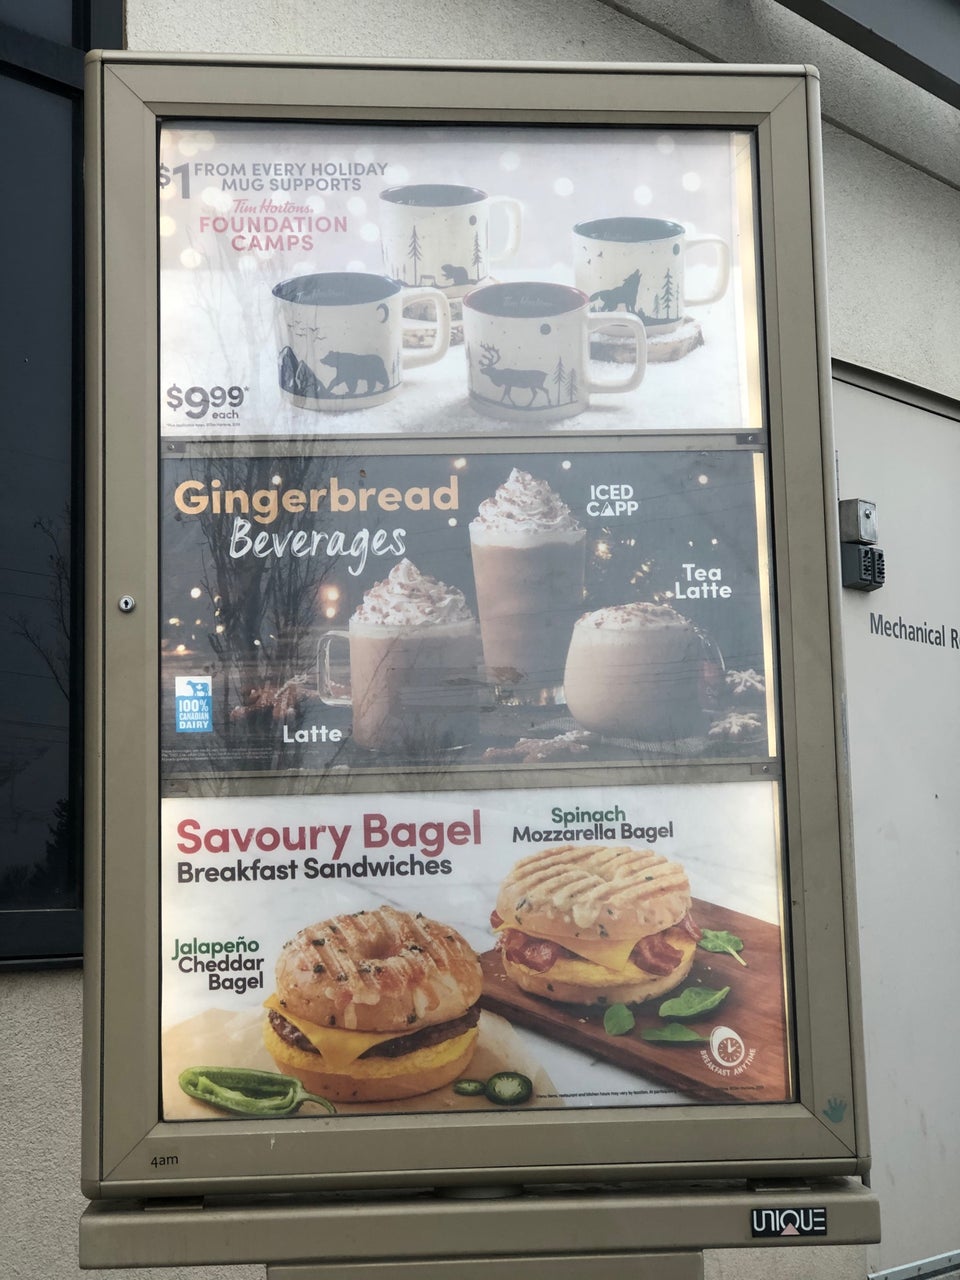 $1 FROM EVERY HOLIDAY
MUG SUPPORTS
Tim Hortons
FOUNDATION
CAMPS
$9.99*
each
Gingerbread
Beverages
ICED
CAPP
Tea
Latte
100%
CANADIAN
DAIRY
Latte
Savoury Bagel
Breakfast Sandwiches
Spinach
Mozzarella Bagel
Jalapeño
Cheddar
Bagel
BREAKFAST ANYTIME
4am
UNIQUE
Mechanical